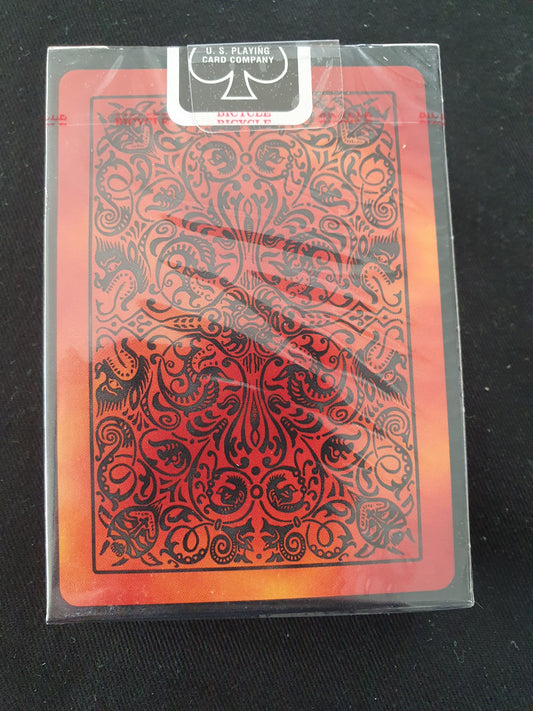 U. S. PLAYING
CARD COMPANY
BICYCLE
BICYCLE